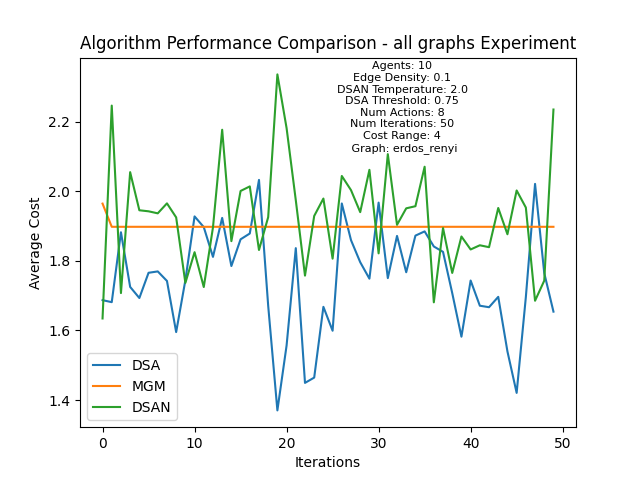 Algorithm Performance Comparison - all graphs Experiment
Agents: 10
Edge Density: 0.1
DSAN Temperature: 2.0
DSA Threshold: 0.75
Num Actions: 8
Num Iterations: 50
Cost Range: 4
Graph: erdos_renyi
Average Cost
2.2
2.0
1.8
1.6
1.4
DSA
MGM
DSAN
0 10 20 30 40 50
Iterations